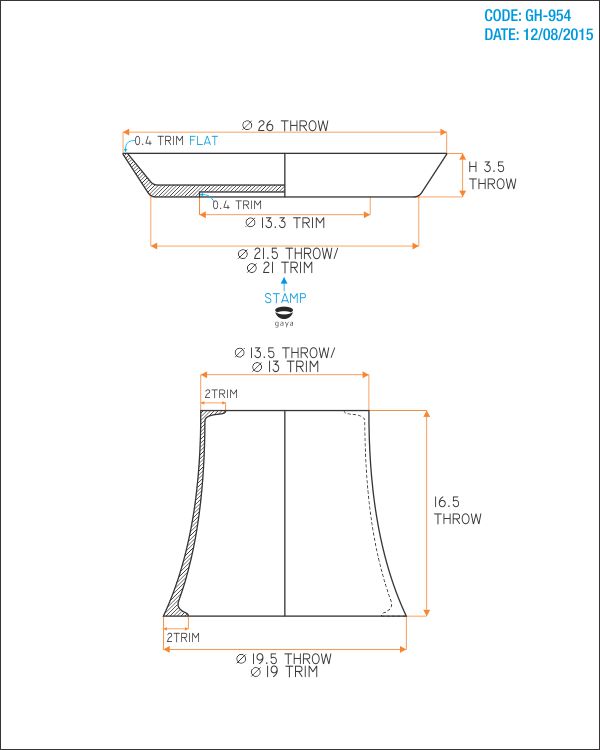 CODE: GH-954
DATE: 12/08/2015
Ø 26 THROW
0.4 TRIM FLAT
H 3.5
THROW
0.4 TRIM
Ø 13.3 TRIM
Ø 21.5 THROW/
Ø 21 TRIM
STAMP
gaya
Ø 13.5 THROW/
Ø 13 TRIM
2TRIM
16.5
THROW
2TRIM
Ø 19.5 THROW
Ø 19 TRIM